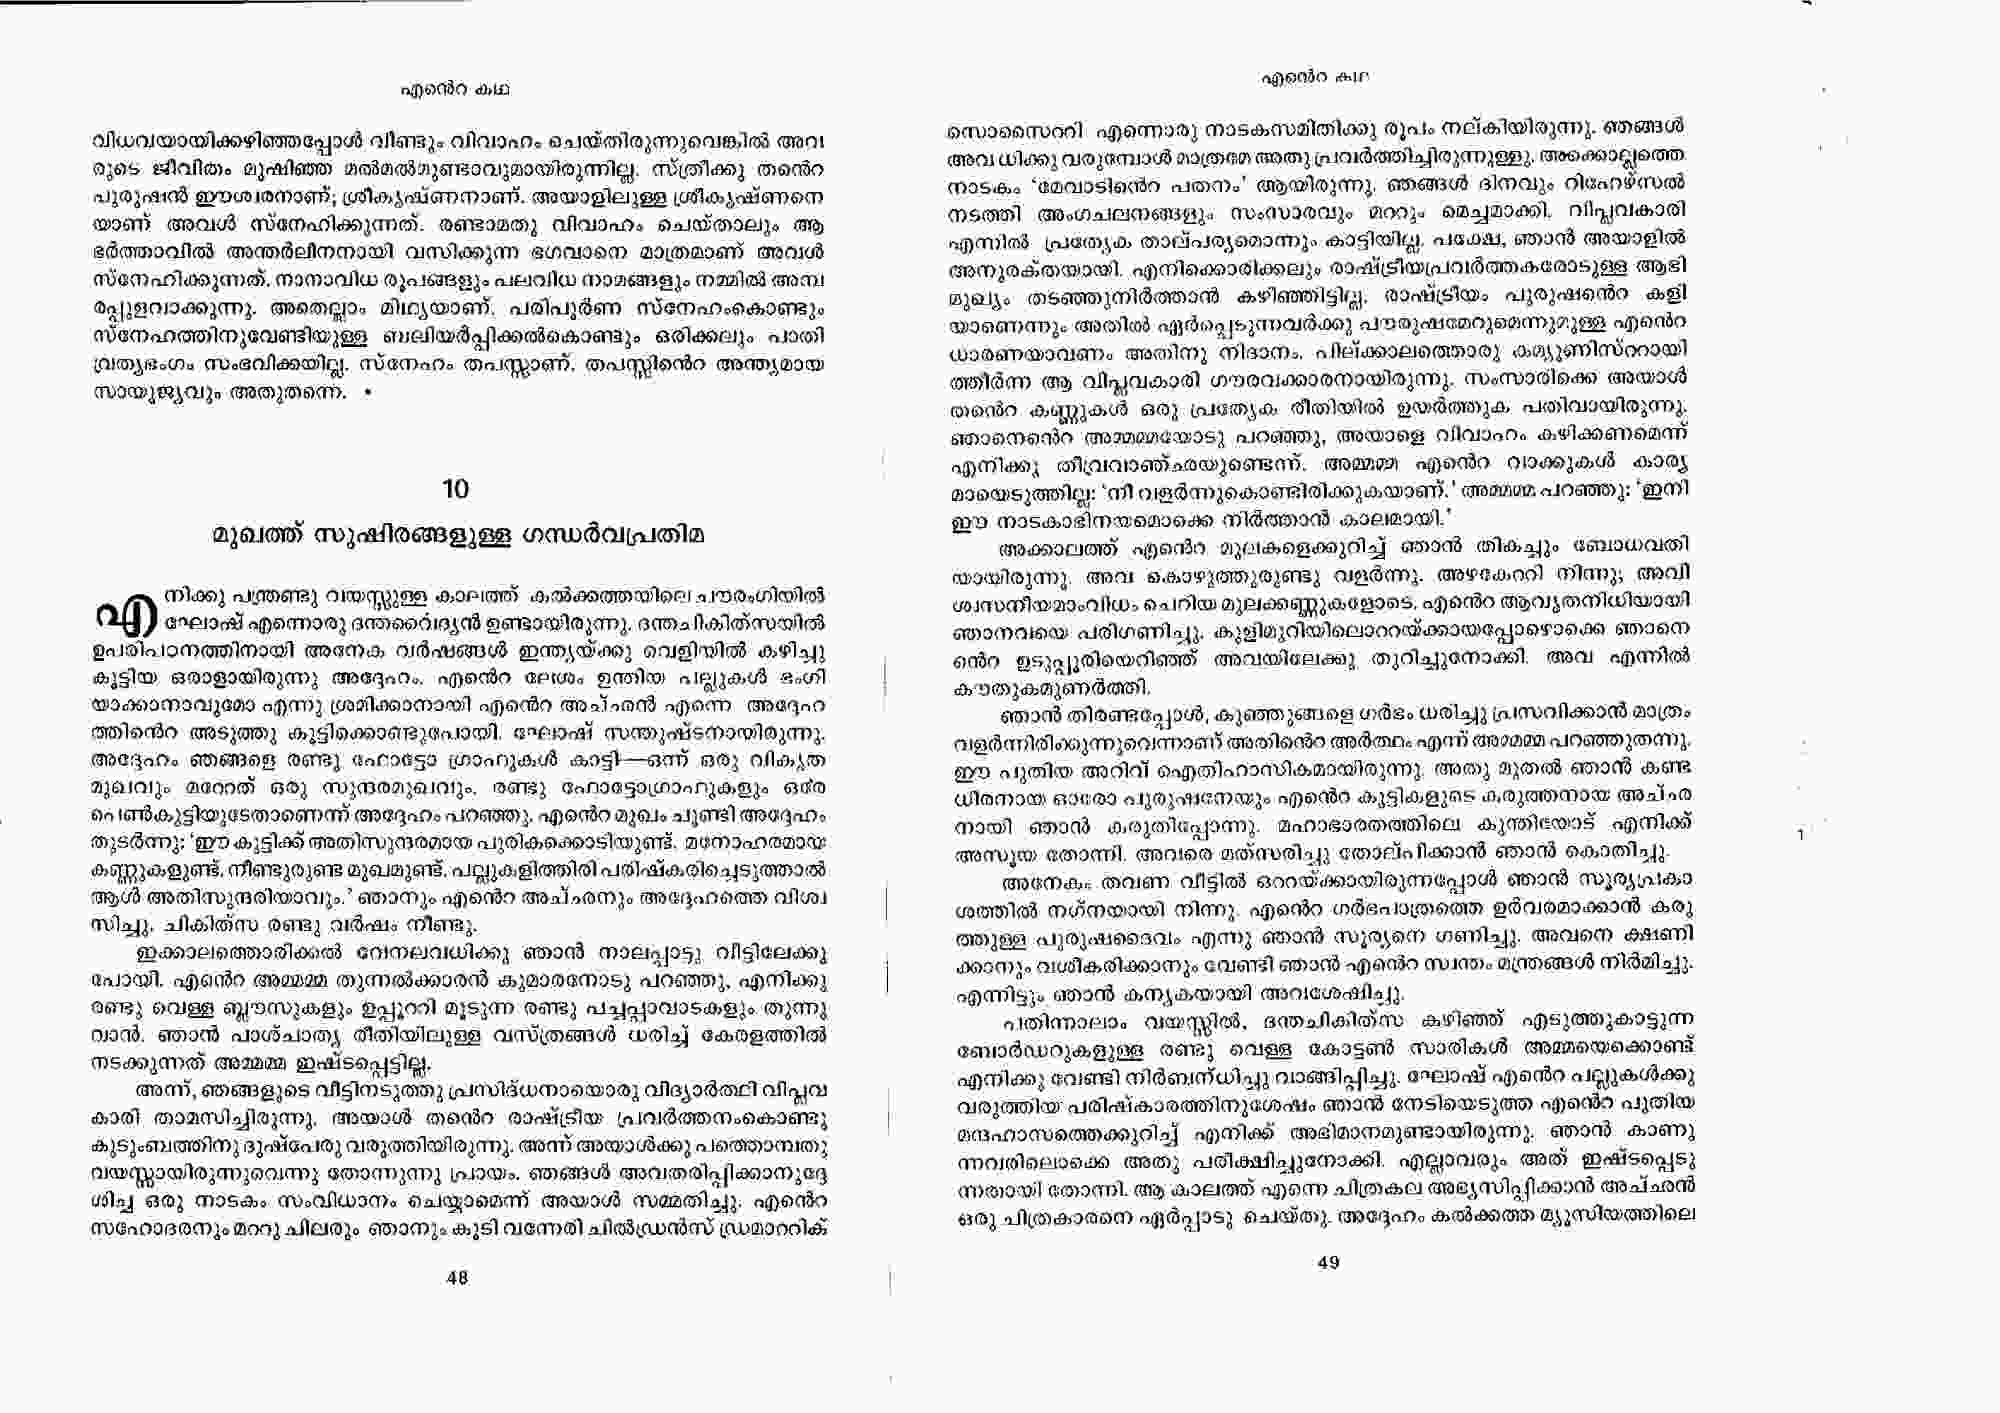 എന്റെ കഥ
വിധവയായിക്കഴിഞ്ഞപ്പോൾ വീണ്ടും വിവാഹം ചെയ്തിരുന്നുവെങ്കിൽ അവ
രുടെ ജീവിതം മുഷിഞ്ഞ മൽമൽമുണ്ടാവുമായിരുന്നില്ല. സ്ത്രീക്കു തന്റെ
പുരുഷൻ ഈശ്വരനാണ്; ശ്രീകൃഷ്ണനാണ്. അയാളിലുള്ള ശ്രീകൃഷ്ണനെ
യാണ് അവൾ സ്നേഹിക്കുന്നത്. രണ്ടാമതു വിവാഹം ചെയ്താലും ആ
ഭർത്താവിൽ അന്തർലീനനായി വസിക്കുന്ന ഭഗവാനെ മാത്രമാണ് അവൾ
സ്നേഹിക്കുന്നത്. നാനാവിധ രൂപങ്ങളും പലവിധ നാമങ്ങളും നമ്മിൽ അമ്പ
രപ്പുളവാക്കുന്നു. അതെല്ലാം മിഥ്യയാണ്. പരിപൂർണ സ്നേഹംകൊണ്ടും
സ്നേഹത്തിനുവേണ്ടിയുള്ള ബലിയർപ്പിക്കൽകൊണ്ടും ഒരിക്കലും പാതി
വ്രത്യഭംഗം സംഭവിക്കയില്ല. സ്നേഹം തപസ്സാണ്. തപസ്സിന്റെ അന്ത്യമായ
സായൂജ്യവും അതുതന്നെ. •
10
മുഖത്ത് സുഷിരങ്ങളുള്ള ഗന്ധർവപ്രതിമ
എനിക്കു പന്ത്രണ്ടു വയസ്സുള്ള കാലത്ത് കൽക്കത്തയിലെ ചൗരംഗിയിൽ
ഘോഷ് എന്നൊരു ദന്തവൈദ്യൻ ഉണ്ടായിരുന്നു. ദന്തചികിത്സയിൽ
ഉപരിപഠനത്തിനായി അനേക വർഷങ്ങൾ ഇന്ത്യയ്ക്കു വെളിയിൽ കഴിച്ചു
കൂട്ടിയ ഒരാളായിരുന്നു അദ്ദേഹം. എന്റെ ലേശം ഉന്തിയ പല്ലുകൾ ഭംഗി
യാക്കാനാവുമോ എന്നു ശ്രമിക്കാനായി എന്റെ അച്ഛൻ എന്നെ അദ്ദേഹ
ത്തിന്റെ അടുത്തു കൂട്ടിക്കൊണ്ടുപോയി. ഘോഷ് സന്തുഷ്ടനായിരുന്നു.
അദ്ദേഹം ഞങ്ങളെ രണ്ടു ഫോട്ടോ ഗ്രാഫുകൾ കാട്ടി—ഒന്ന് ഒരു വികൃത
മുഖവും മറ്റേത് ഒരു സുന്ദരമുഖവും. രണ്ടു ഫോട്ടോഗ്രാഫുകളും ഒരേ
പെൺകുട്ടിയുടേതാണെന്ന് അദ്ദേഹം പറഞ്ഞു. എന്റെ മുഖം ചൂണ്ടി അദ്ദേഹം
തുടർന്നു: ‘ഈ കുട്ടിക്ക് അതിസുന്ദരമായ പുരികക്കൊടിയുണ്ട്. മനോഹരമായ
കണ്ണുകളുണ്ട്. നീണ്ടുരുണ്ട മുഖമുണ്ട്. പല്ലുകളിത്തിരി പരിഷ്കരിച്ചെടുത്താൽ
ആൾ അതിസുന്ദരിയാവും.’ ഞാനും എന്റെ അച്ഛനും അദ്ദേഹത്തെ വിശ്വ
സിച്ചു. ചികിത്സ രണ്ടു വർഷം നീണ്ടു.
ഇക്കാലത്തൊരിക്കൽ വേനലവധിക്കു ഞാൻ നാലപ്പാട്ടു വീട്ടിലേക്കു
പോയി. എന്റെ അമ്മമ്മ തുന്നൽക്കാരൻ കുമാരനോടു പറഞ്ഞു, എനിക്കു
രണ്ടു വെള്ള ബ്ലൗസുകളും ഉപ്പൂറ്റി മൂടുന്ന രണ്ടു പച്ചപ്പാവാടകളും തുന്നു
വാൻ. ഞാൻ പാശ്ചാത്യ രീതിയിലുള്ള വസ്ത്രങ്ങൾ ധരിച്ച് കേരളത്തിൽ
നടക്കുന്നത് അമ്മമ്മ ഇഷ്ടപ്പെട്ടില്ല.
അന്ന്, ഞങ്ങളുടെ വീട്ടിനടുത്തു പ്രസിദ്ധനായൊരു വിദ്യാർത്ഥി വിപ്ലവ
കാരി താമസിച്ചിരുന്നു. അയാൾ തന്റെ രാഷ്ട്രീയ പ്രവർത്തനംകൊണ്ടു
കുടുംബത്തിനു ദുഷ്പേരു വരുത്തിയിരുന്നു. അന്ന് അയാൾക്കു പത്തൊമ്പതു
വയസ്സായിരുന്നുവെന്നു തോന്നുന്നു പ്രായം. ഞങ്ങൾ അവതരിപ്പിക്കാനുദ്ദേ
ശിച്ച ഒരു നാടകം സംവിധാനം ചെയ്യാമെന്ന് അയാൾ സമ്മതിച്ചു. എന്റെ
സഹോദരനും മറ്റു ചിലരും ഞാനും കൂടി വന്നേരി ചിൽഡ്രൻസ് ഡ്രമാറ്റിക്
48
എന്റെ കഥ
സൊസൈറ്റി എന്നൊരു നാടകസമിതിക്കു രൂപം നല്കിയിരുന്നു. ഞങ്ങൾ
അവധിക്കു വരുമ്പോൾ മാത്രമേ അതു പ്രവർത്തിച്ചിരുന്നുള്ളു. അക്കൊല്ലത്തെ
നാടകം ‘മേവാടിന്റെ പതനം’ ആയിരുന്നു. ഞങ്ങൾ ദിനവും റിഹേഴ്സൽ
നടത്തി അംഗചലനങ്ങളും സംസാരവും മറ്റും മെച്ചമാക്കി. വിപ്ലവകാരി
എന്നിൽ പ്രത്യേക താല്പര്യമൊന്നും കാട്ടിയില്ല. പക്ഷേ, ഞാൻ അയാളിൽ
അനുരക്തയായി. എനിക്കൊരിക്കലും രാഷ്ട്രീയപ്രവർത്തകരോടുള്ള ആഭി
മുഖ്യം തടഞ്ഞുനിർത്താൻ കഴിഞ്ഞിട്ടില്ല. രാഷ്ട്രീയം പുരുഷന്റെ കളി
യാണെന്നും അതിൽ ഏർപ്പെടുന്നവർക്കു പൗരുഷമേറുമെന്നുമുള്ള എന്റെ
ധാരണയാവണം അതിനു നിദാനം. പില്ക്കാലത്തൊരു കമ്യൂണിസ്റ്റായി
ത്തീർന്ന ആ വിപ്ലവകാരി ഗൗരവക്കാരനായിരുന്നു. സംസാരിക്കെ അയാൾ
തന്റെ കണ്ണുകൾ ഒരു പ്രത്യേക രീതിയിൽ ഉയർത്തുക പതിവായിരുന്നു.
ഞാനെന്റെ അമ്മമ്മയോടു പറഞ്ഞു, അയാളെ വിവാഹം കഴിക്കണമെന്ന്
എനിക്കു തീവ്രവാഞ്ഛയുണ്ടെന്ന്. അമ്മമ്മ എന്റെ വാക്കുകൾ കാര്യ
മായെടുത്തില്ല: ‘നീ വളർന്നുകൊണ്ടിരിക്കുകയാണ്.’ അമ്മമ്മ പറഞ്ഞു: ‘ഇനി
ഈ നാടകാഭിനയമൊക്കെ നിർത്താൻ കാലമായി.’
അക്കാലത്ത് എന്റെ മുലകളെക്കുറിച്ച് ഞാൻ തികച്ചും ബോധവതി
യായിരുന്നു. അവ കൊഴുത്തുരുണ്ടു വളർന്നു. അഴകേറ്റി നിന്നു; അവി
ശ്വസനീയമാംവിധം ചെറിയ മുലക്കണ്ണുകളോടെ. എന്റെ ആവൃതനിധിയായി
ഞാനവയെ പരിഗണിച്ചു. കുളിമുറിയിലൊറ്റയ്ക്കായപ്പോഴൊക്കെ ഞാനെ
ന്റെ ഉടുപ്പൂരിയെറിഞ്ഞ് അവയിലേക്കു തുറിച്ചുനോക്കി. അവ എന്നിൽ
കൗതുകമുണർത്തി.
ഞാൻ തിരണ്ടപ്പോൾ, കുഞ്ഞുങ്ങളെ ഗർഭം ധരിച്ചു പ്രസവിക്കാൻ മാത്രം
വളർന്നിരിക്കുന്നുവെന്നാണ് അതിന്റെ അർത്ഥം എന്ന് അമ്മമ്മ പറഞ്ഞുതന്നു.
ഈ പുതിയ അറിവ് ഐതിഹാസികമായിരുന്നു. അതു മുതൽ ഞാൻ കണ്ട
ധീരനായ ഓരോ പുരുഷനേയും എന്റെ കുട്ടികളുടെ കരുത്തനായ അച്ഛ
നായി ഞാൻ കരുതിപ്പോന്നു. മഹാഭാരതത്തിലെ കുന്തിയോട് എനിക്ക്
അസൂയ തോന്നി. അവരെ മത്സരിച്ചു തോല്പിക്കാൻ ഞാൻ കൊതിച്ചു.
അനേകം തവണ വീട്ടിൽ ഒറ്റയ്ക്കായിരുന്നപ്പോൾ ഞാൻ സൂര്യപ്രകാ
ശത്തിൽ നഗ്നയായി നിന്നു. എന്റെ ഗർഭപാത്രത്തെ ഉർവരമാക്കാൻ കരു
ത്തുള്ള പുരുഷദൈവം എന്നു ഞാൻ സൂര്യനെ ഗണിച്ചു. അവനെ ക്ഷണി
ക്കാനും വശീകരിക്കാനും വേണ്ടി ഞാൻ എന്റെ സ്വന്തം മന്ത്രങ്ങൾ നിർമിച്ചു.
എന്നിട്ടും ഞാൻ കന്യകയായി അവശേഷിച്ചു.
പതിന്നാലാം വയസ്സിൽ, ദന്തചികിത്സ കഴിഞ്ഞ് എടുത്തുകാട്ടുന്ന
ബോർഡറുകളുള്ള രണ്ടു വെള്ള കോട്ടൺ സാരികൾ അമ്മയെക്കൊണ്ട്
എനിക്കു വേണ്ടി നിർബന്ധിച്ചു വാങ്ങിപ്പിച്ചു. ഘോഷ് എന്റെ പല്ലുകൾക്കു
വരുത്തിയ പരിഷ്കാരത്തിനുശേഷം ഞാൻ നേടിയെടുത്ത എന്റെ പുതിയ
മന്ദഹാസത്തെക്കുറിച്ച് എനിക്ക് അഭിമാനമുണ്ടായിരുന്നു. ഞാൻ കാണു
ന്നവരിലൊക്കെ അതു പരീക്ഷിച്ചുനോക്കി. എല്ലാവരും അത് ഇഷ്ടപ്പെടു
ന്നതായി തോന്നി. ആ കാലത്ത് എന്നെ ചിത്രകല അഭ്യസിപ്പിക്കാൻ അച്ഛൻ
ഒരു ചിത്രകാരനെ ഏർപ്പാടു ചെയ്തു. അദ്ദേഹം കൽക്കത്ത മ്യൂസിയത്തിലെ
49